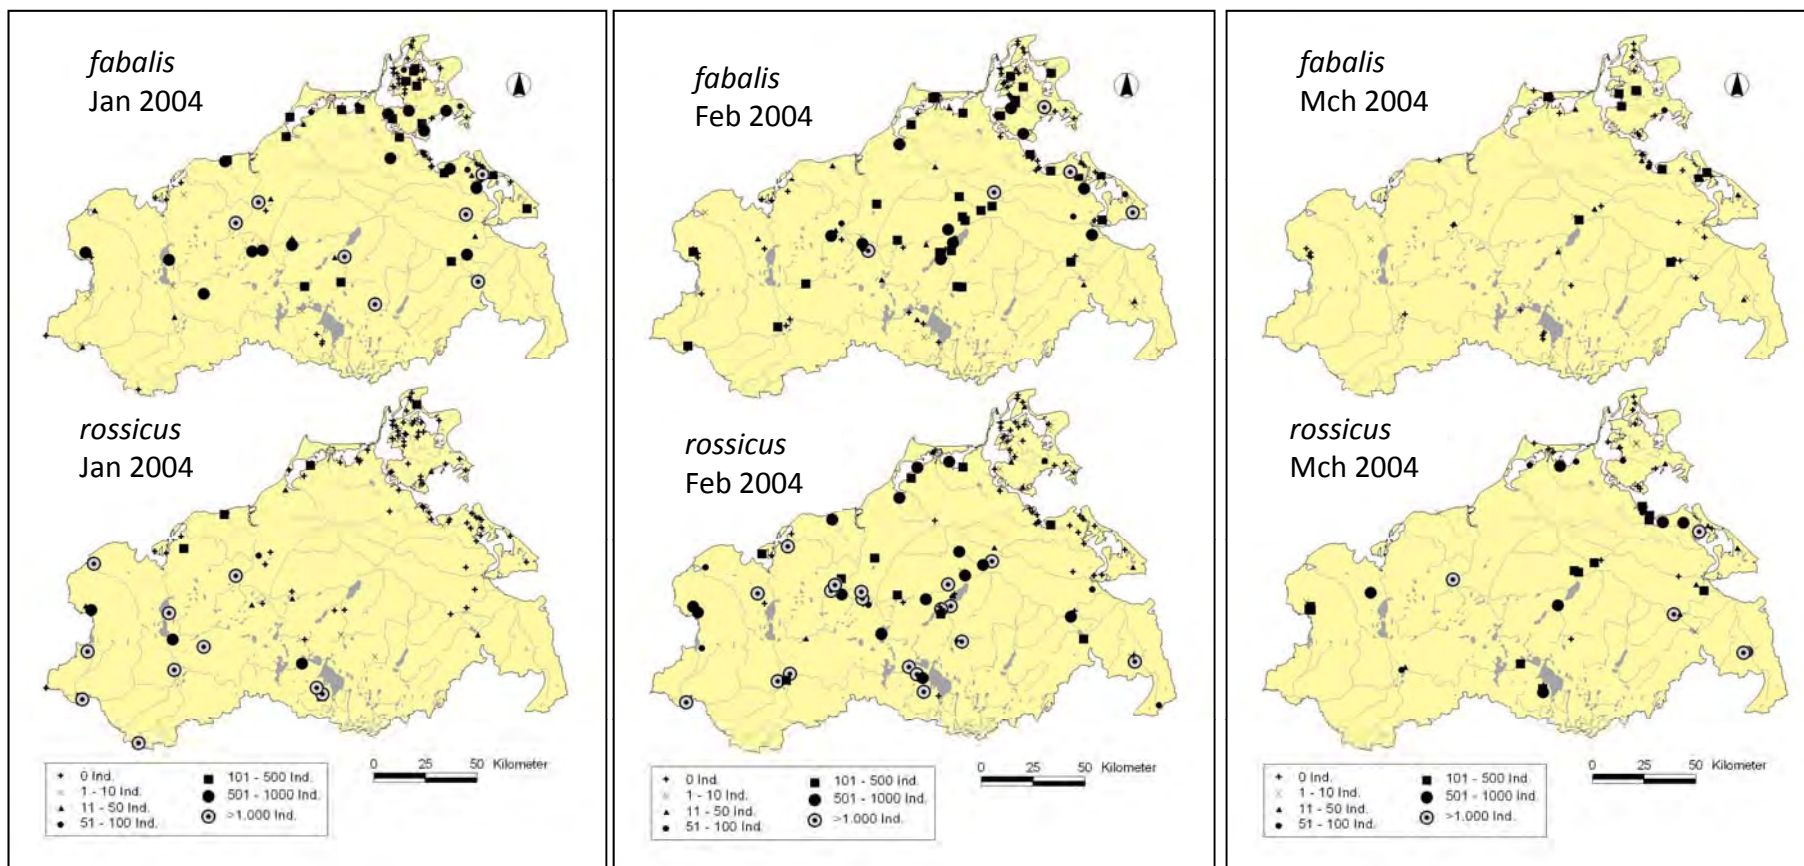 fabalis
Jan 2004
rossicus
Jan 2004
0 Ind.
1 - 10 Ind.
11 - 50 Ind.
51 - 100 Ind.
101 - 500 Ind.
501 - 1000 Ind.
>1.000 Ind.
0 25 50 Kilometer
fabalis
Feb 2004
rossicus
Feb 2004
0 Ind.
1 - 10 Ind.
11 - 50 Ind.
51 - 100 Ind.
101 - 500 Ind.
501 - 1000 Ind.
>1.000 Ind.
0 25 50 Kilometer
fabalis
Mch 2004
rossicus
Mch 2004
0 Ind.
1 - 10 Ind.
11 - 50 Ind.
51 - 100 Ind.
101 - 500 Ind.
501 - 1000 Ind.
>1.000 Ind.
0 25 50 Kilometer